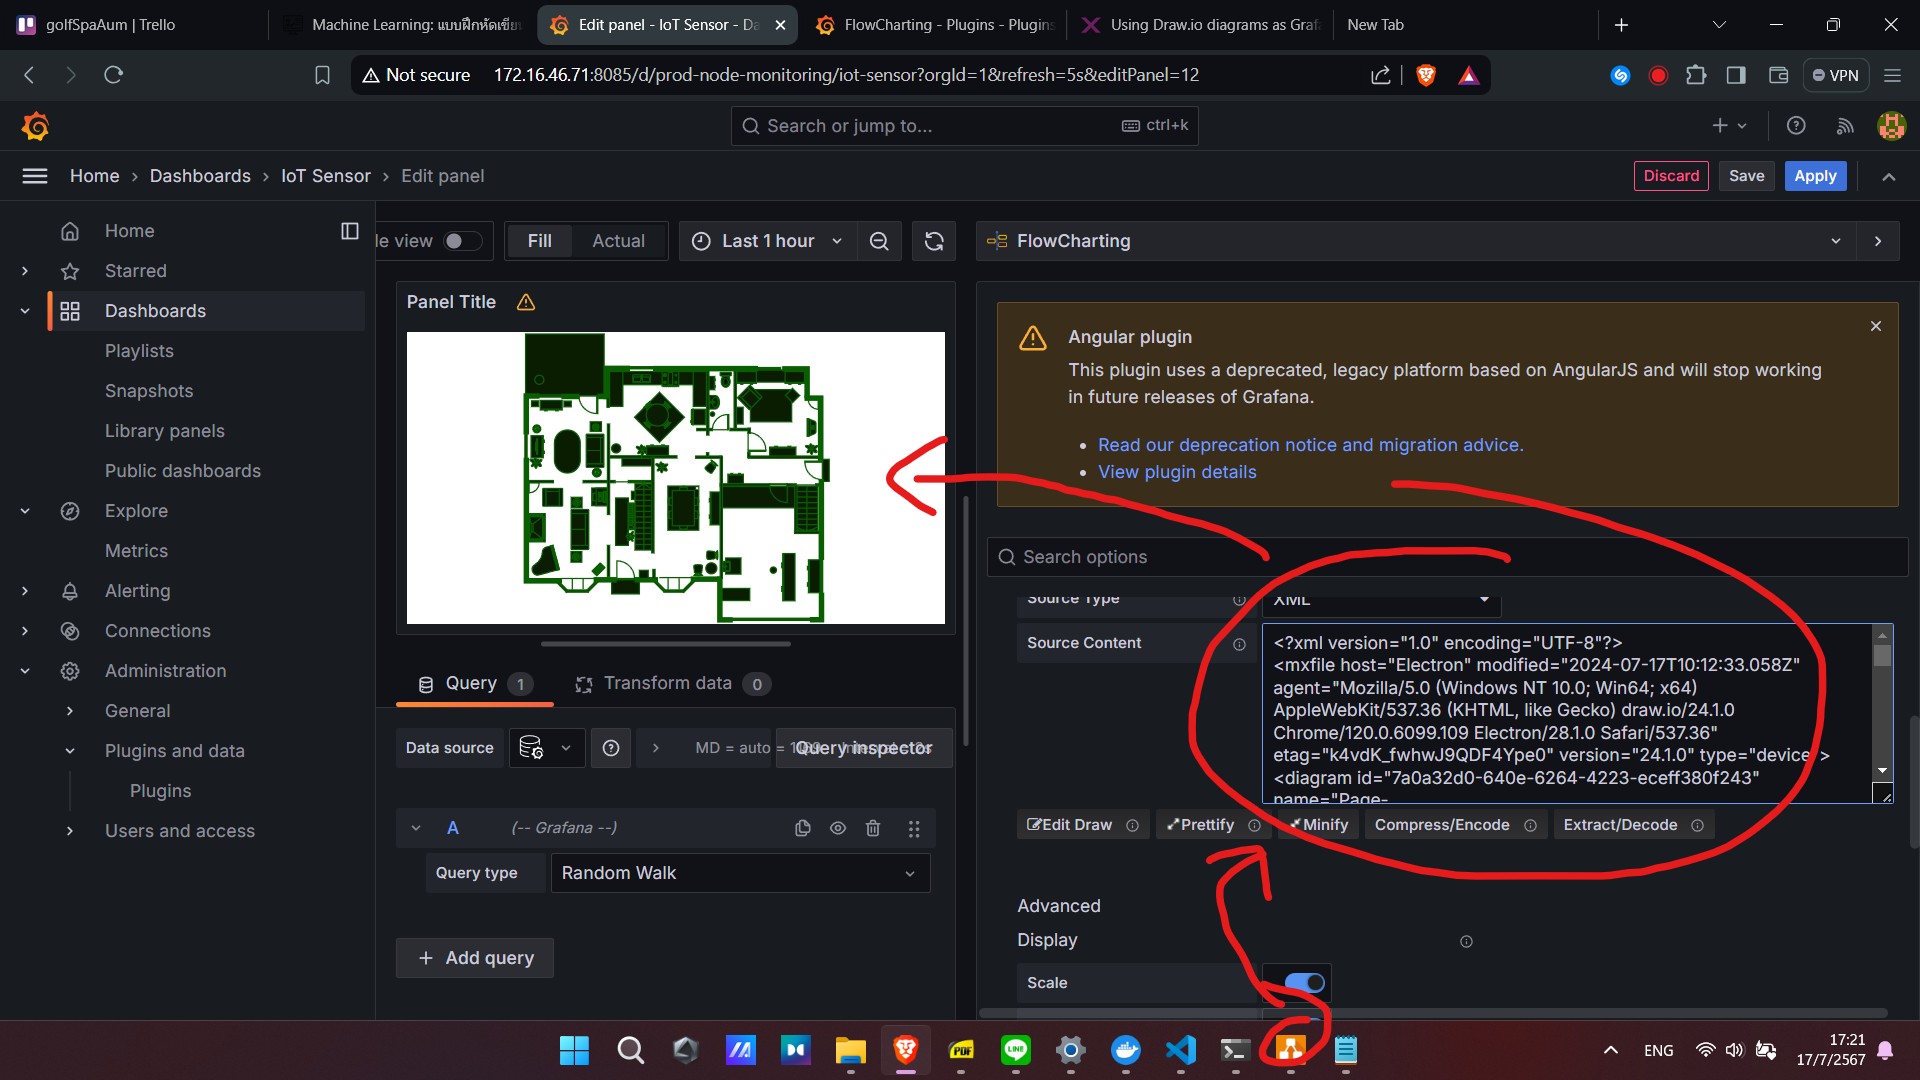 golfSpaAum | Trello
Machine Learning: แบบฝึกหัดเขีย
Edit panel - IoT Sensor - Da
FlowCharting - Plugins - Plugins
Using Draw.io diagrams as Graf
New Tab
Not secure
172.16.46.71:8085/d/prod-node-monitoring/iot-sensor?orgId=1&refresh=5s&editPanel=12
VPN
Search or jump to...
ctrl+k
Home > Dashboards > IoT Sensor > Edit panel
Discard
Save
Apply
Home
Starred
Dashboards
Playlists
Snapshots
Library panels
Public dashboards
Explore
Metrics
Alerting
Connections
Administration
General
Plugins and data
Plugins
Users and access
le view
Fill
Actual
Last 1 hour
FlowCharting
Panel Title
Angular plugin
This plugin uses a deprecated, legacy platform based on AngularJS and will stop working
in future releases of Grafana.
• Read our deprecation notice and migration advice.
• View plugin details
Search options
Source Type
XML
Source Content
<?xml version="1.0" encoding="UTF-8"?>
<mxfile host="Electron" modified="2024-07-17T10:12:33.058Z"
agent="Mozilla/5.0 (Windows NT 10.0; Win64; x64)
AppleWebKit/537.36 (KHTML, like Gecko) draw.io/24.1.0
Chrome/120.0.6099.109 Electron/28.1.0 Safari/537.36"
etag="k4vdK_fwhwJ9QDF4Ype0" version="24.1.0" type="device">
<diagram id="7a0a32d0-640e-6264-4223-eceff380f243"
name="Page-
Edit Draw
Prettify
Minify
Compress/Encode
Extract/Decode
Query 1
Transform data 0
Data source
MD = auto =
Query inspector
A
(-- Grafana --)
Query type
Random Walk
+ Add query
Advanced
Display
Scale
PDF
LINE
ENG
17:21
17/7/2567